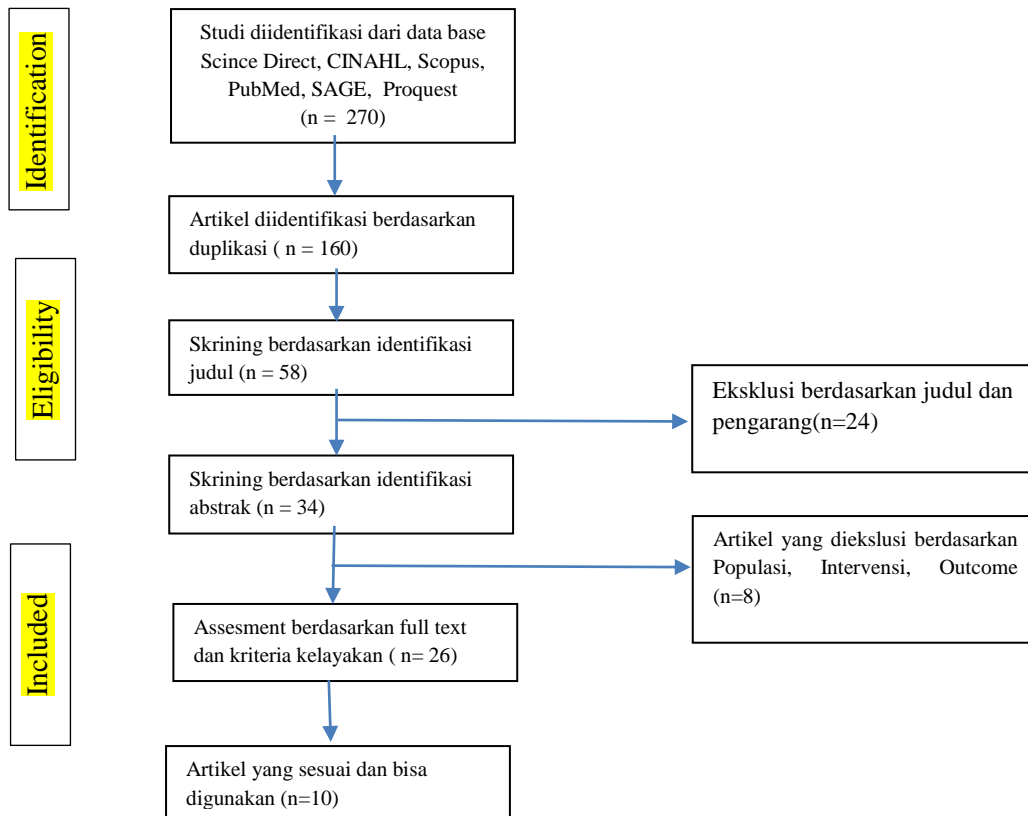 Identification
Studi diidentifikasi dari data base
Scince Direct, CINAHL, Scopus,
PubMed, SAGE, Proquest
(n = 270)
Artikel diidentifikasi berdasarkan
duplikasi ( n = 160)
Eligibility
Skrining berdasarkan identifikasi
judul (n = 58)
Eksklusi berdasarkan judul dan
pengarang(n=24)
Skrining berdasarkan identifikasi
abstrak (n = 34)
Artikel yang diekslusi berdasarkan
Populasi, Intervensi, Outcome
(n=8)
Included
Assesment berdasarkan full text
dan kriteria kelayakan ( n= 26)
Artikel yang sesuai dan bisa
digunakan (n=10)